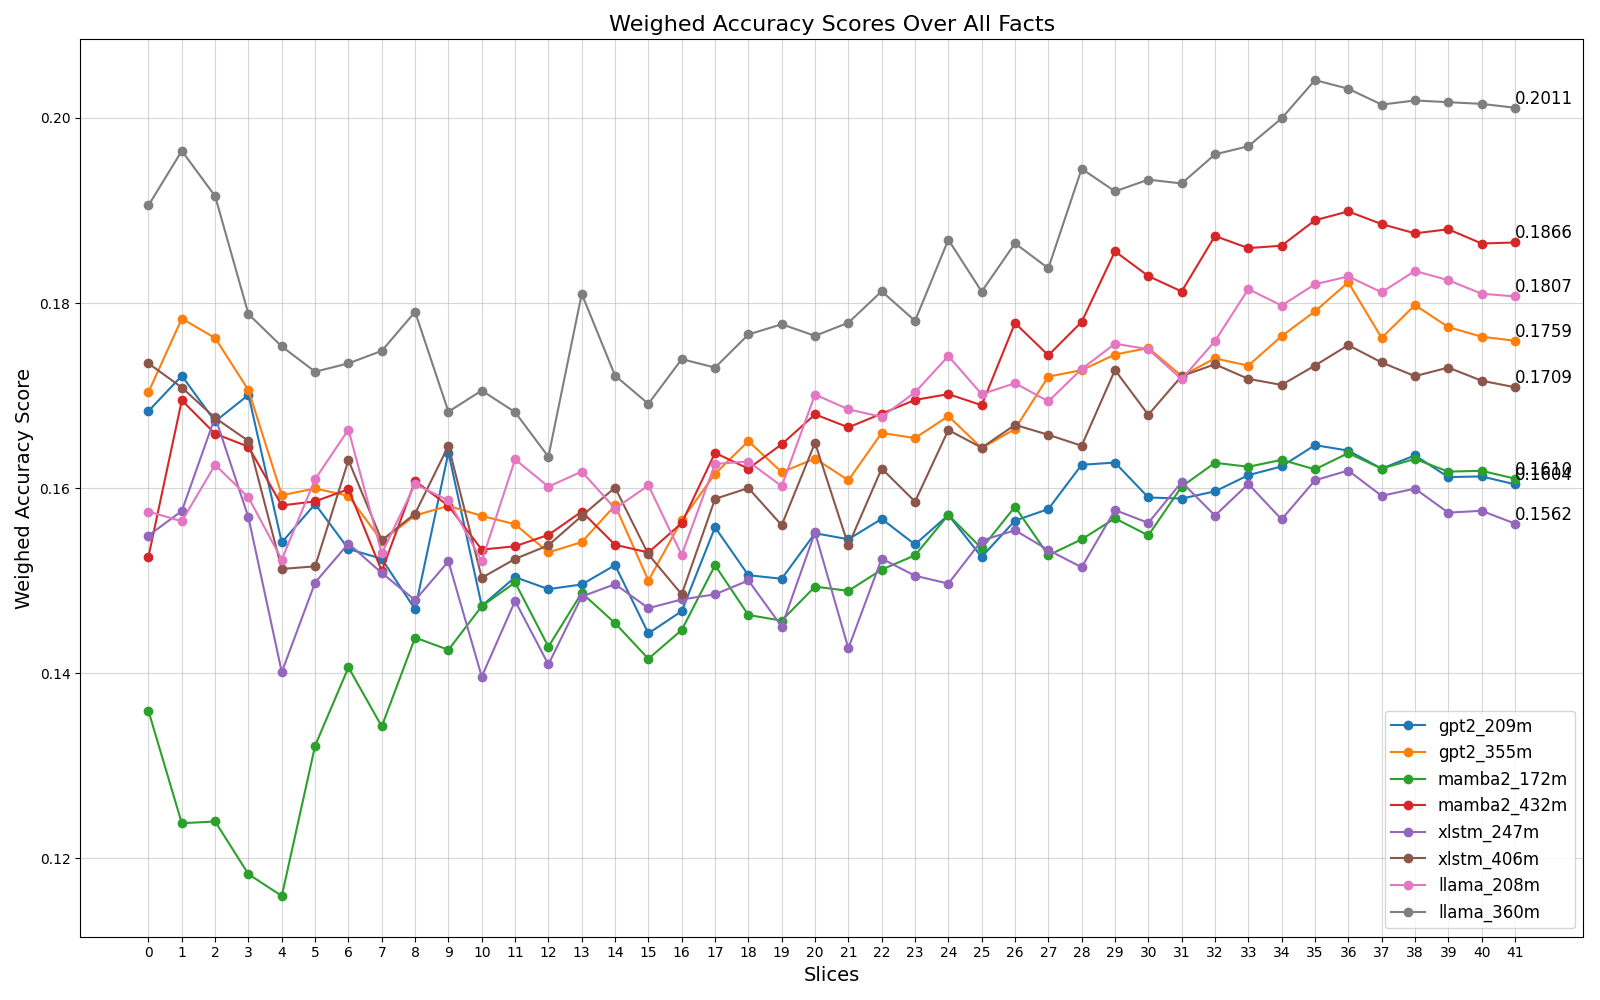 Weighed Accuracy Scores Over All Facts
Weighed Accuracy Score
0.20
0.18
0.16
0.14
0.12
0.2011
0.1866
0.1807
0.1759
0.1709
0.1610
0.1604
0.1562
gpt2_209m
gpt2_355m
mamba2_172m
mamba2_432m
xlstm_247m
xlstm_406m
llama_208m
llama_360m
0 1 2 3 4 5 6 7 8 9 10 11 12 13 14 15 16 17 18 19 20 21 22 23 24 25 26 27 28 29 30 31 32 33 34 35 36 37 38 39 40 41
Slices